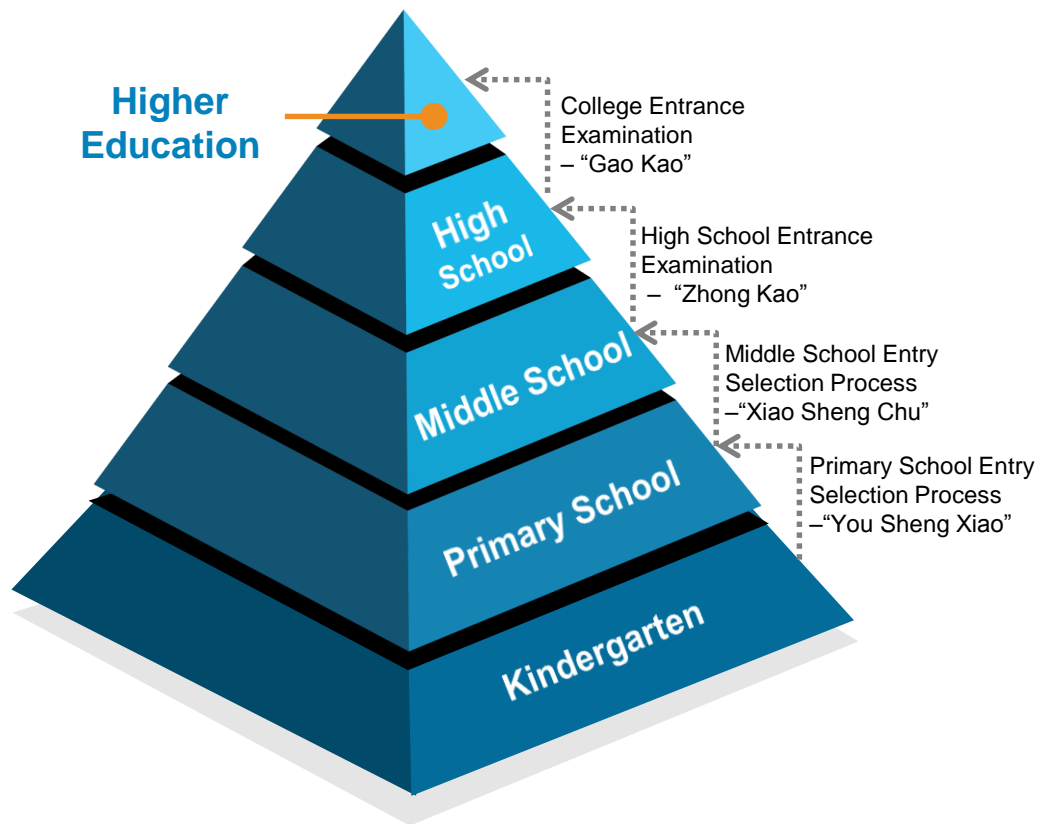 Higher
Education
College Entrance
Examination
– “Gao Kao”
High
School
High School Entrance
Examination
– “Zhong Kao”
Middle School
Middle School Entry
Selection Process
–“Xiao Sheng Chu”
Primary School
Primary School Entry
Selection Process
–“You Sheng Xiao”
Kindergarten